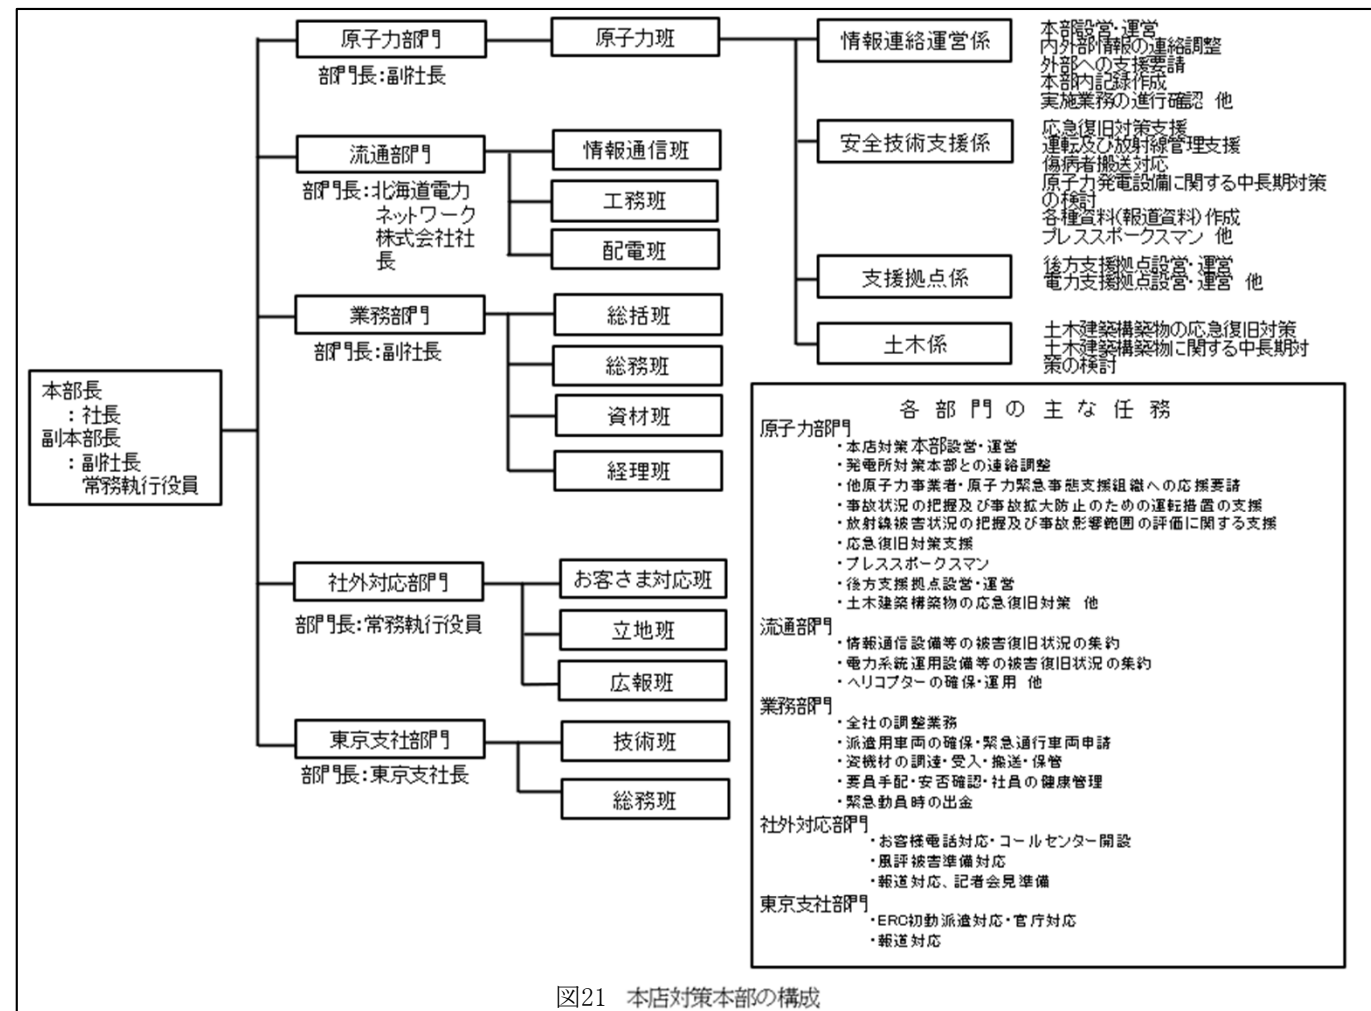 本部長
：社長
副本部長
：副社長
常務執行役員
原子力部門
部門長：副社長
原子力班
情報連絡運営係
本部設営・運営
内外部情報の連絡調整
外部への支援要請
本部内記録作成
実施業務の進行確認 他
安全技術支援係
応急復旧対策支援
運転及び放射線管理支援
傷病者搬送対応
原子力発電設備に関する中長期対策
の検討
各種資料(報道資料)作成
プレススポークスマン 他
支援拠点係
後方支援拠点設営・運営
電力支援拠点設営・運営 他
土木係
土木建築構築物の応急復旧対策
土木建築構築物に関する中長期対
策の検討
流通部門
部門長：北海道電力
ネットワーク
株式会社社
長
情報通信班
工務班
配電班
業務部門
部門長：副社長
総括班
総務班
資材班
経理班
社外対応部門
部門長：常務執行役員
お客さま対応班
立地班
広報班
東京支社部門
部門長：東京支社長
技術班
総務班
各部門の主な任務
原子力部門
・本店対策本部設営・運営
・発電所対策本部との連絡調整
・他原子力事業者・原子力緊急事態支援組織への応援要請
・事故状況の把握及び事故拡大防止のための運転措置の支援
・放射線被害状況の把握及び事故影響範囲の評価に関する支援
・応急復旧対策支援
・プレススポークスマン
・後方支援拠点設営・運営
・土木建築構築物の応急復旧対策 他
流通部門
・情報通信設備等の被害復旧状況の集約
・電力系統運用設備等の被害復旧状況の集約
・ヘリコプターの確保・運用 他
業務部門
・全社の調整業務
・派遣用車両の確保・緊急通行車両申請
・資機材の調達・受入・搬送・保管
・要員手配・安否確認・社員の健康管理
・緊急動員時の出金
社外対応部門
・お客様電話対応・コールセンター開設
・風評被害準備対応
・報道対応、記者会見準備
東京支社部門
・ERC初動派遣対応・官庁対応
・報道対応
図21 本店対策本部の構成